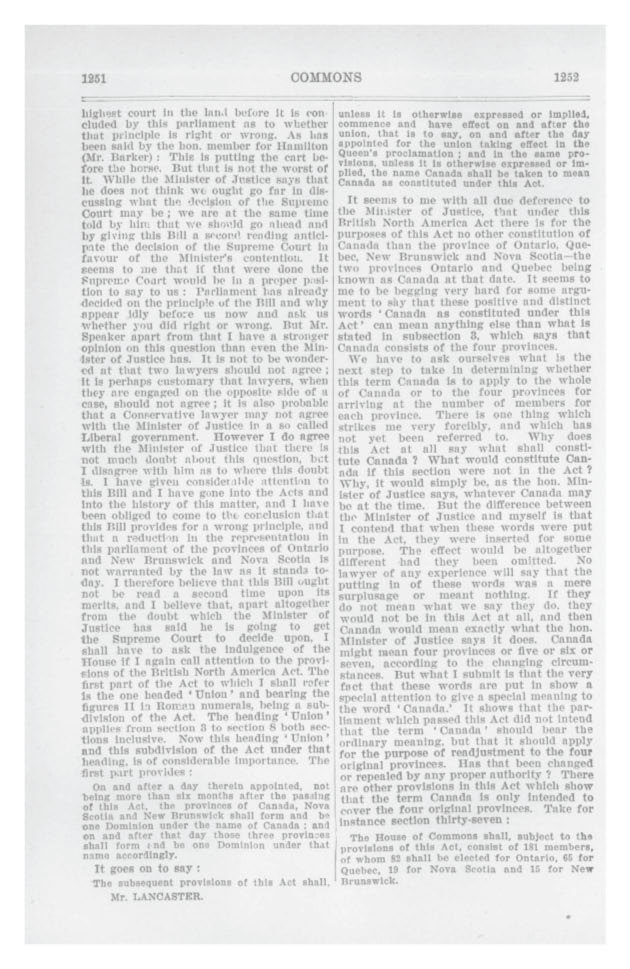 1251
COMMONS
1252
highest court in the land before it is con-
cluded by this parliament as to whether
that principle is right or wrong. As has
been said by the hon. member for Hamilton
(Mr. Barker) : This is putting the cart be-
fore the horse. But that is not the worst of
it. While the Minister of Justice says that
he does not think we ought go far in dis-
cussing what the decision of the Supreme
Court may be ; we are at the same time
told by him that we should go ahead and
by giving this Bill a second reading antici-
pate the decision of the Supreme Court in
favour of the Minister's contention. It
seems to me that if that were done the
Supreme Court would be in a proper posi-
tion to say to us : Parliament has already
decided on the principle of the Bill and why
appear idly before us now and ask us
whether you did right or wrong. But Mr.
Speaker apart from that I have a stronger
opinion on this question than even the Min-
ister of Justice has. It is not to be wonder-
ed at that two lawyers should not agree ;
it is perhaps customary that lawyers, when
they are engaged on the opposite side of a
case, should not agree ; it is also probable
that a Conservative lawyer may not agree
with the Minister of Justice in a so called
Liberal government. However I do agree
with the Minister of Justice that there is
not much doubt about this question, but
I disagree with him as to where this doubt
is. I have given considerable attention to
this Bill and I have gone into the Acts and
into the history of this matter, and I have
been obliged to come to the conclusion that
this Bill provides for a wrong principle, and
that a reduction in the representation in
this parliament of the provinces of Ontario
and New Brunswick and Nova Scotia is
not warranted by the law as it stands to-
day. I therefore believe that this Bill ought
not be read a second time upon its
merits, and I believe that, apart altogether
from the doubt which the Minister of
Justice has said he is going to get
the Supreme Court to decide upon, I
shall have to ask the indulgence of the
House if I again call attention to the provi-
sions of the British North America Act. The
first part of the Act to which I shall refer
is the one headed ' Union ' and bearing the
figures II in Roman numerals, being a sub-
division of the Act. The heading ' Union '
applies from section 3 to section 8 both sec-
tions inclusive. Now this heading ' Union '
and this subdivision of the Act under that
heading, is of considerable importance. The
first part provides :
On and after a day therein appointed, not
being more than six months after the passing
of this Act, the provinces of Canada, Nova
Scotia and New Brunswick shall form and be
one Dominion under the name of Canada ; and
on and after that day those three provinces
shall form and be one Dominion under that
name accordingly.
It goes on to say :
The subsequent provisions of this Act shall,
Mr. LANCASTER.
unless it is otherwise expressed or implied,
commence and have effect on and after the
union, that is to say, on and after the day
appointed for the union taking effect in the
Queen's proclamation ; and in the same pro-
visions, unless it is otherwise expressed or im-
plied, the name Canada shall be taken to mean
Canada as constituted under this Act.
It seems to me with all due deference to
the Minister of Justice, that under this
British North America Act there is for the
purposes of this Act no other constitution of
Canada than the province of Ontario, Que-
bec, New Brunswick and Nova Scotia—the
two provinces Ontario and Quebec being
known as Canada at that date. It seems to
me to be begging very hard for some argu-
ment to say that these positive and distinct
words ' Canada as constituted under this
Act ' can mean anything else than what is
stated in subsection 3, which says that
Canada consists of the four provinces.
We have to ask ourselves what is the
next step to take in determining whether
this term Canada is to apply to the whole
of Canada or to the four provinces for
arriving at the number of members for
each province. There is one thing which
strikes me very forcibly, and which has
not yet been referred to. Why does
this Act at all say what shall consti-
tute Canada ? What would constitute Can-
ada if this section were not in the Act ?
Why, it would simply be, as the hon. Min-
ister of Justice says, whatever Canada may
be at the time. But the difference between
the Minister of Justice and myself is that
I contend that when these words were put
in the Act, they were inserted for some
purpose. The effect would be altogether
different had they been omitted. No
lawyer of any experience will say that the
putting in of these words was a mere
surplusage or meant nothing. If they
do not mean what we say they do, they
would not be in this Act at all, and then
Canada would mean exactly what the hon.
Minister of Justice says it does. Canada
might mean four provinces or five or six or
seven, according to the changing circum-
stances. But what I submit is that the very
fact that these words are put in show a
special attention to give a special meaning to
the word ' Canada.' It shows that the par-
liament which passed this Act did not intend
that the term ' Canada ' should bear the
ordinary meaning, but that it should apply
for the purpose of readjustment to the four
original provinces. Has that been changed
or repealed by any proper authority ? There
are other provisions in this Act which show
that the term Canada is only intended to
cover the four original provinces. Take for
instance section thirty-seven :
The House of Commons shall, subject to the
provisions of this Act, consist of 181 members,
of whom 82 shall be elected for Ontario, 65 for
Quebec, 19 for Nova Scotia and 15 for New
Brunswick.